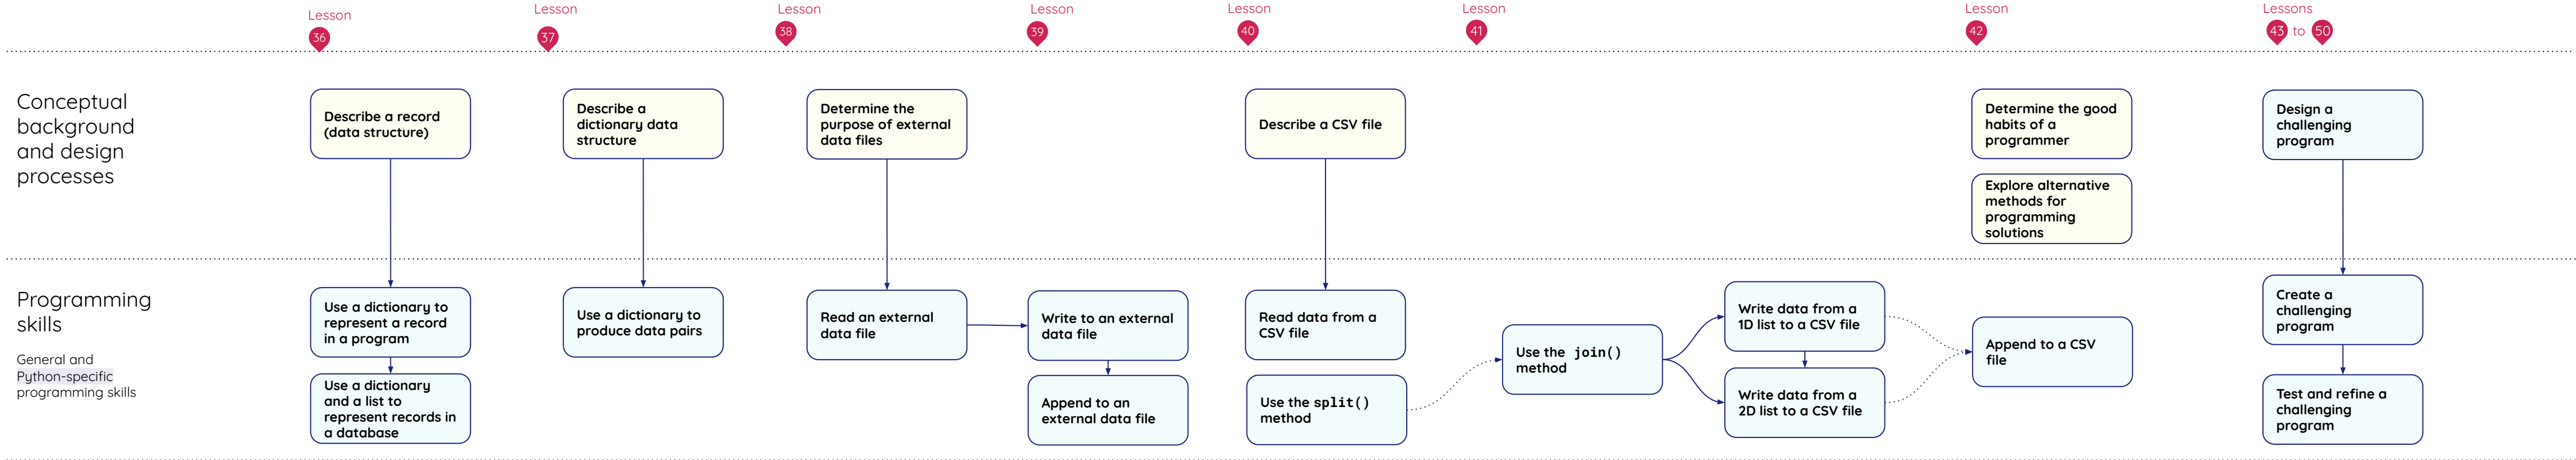 Lesson
36
Lesson
37
Lesson
38
Lesson
39
Lesson
40
Lesson
41
Lesson
42
Lessons
43 to 50
Conceptual
background
and design
processes
Describe a record
(data structure)
Describe a
dictionary data
structure
Determine the
purpose of external
data files
Describe a CSV file
Determine the good
habits of a
programmer
Explore alternative
methods for
programming
solutions
Design a
challenging
program
Programming
skills
General and
Python-specific
programming skills
Use a dictionary to
represent a record
in a program
Use a dictionary
and a list to
represent records in
a database
Use a dictionary to
produce data pairs
Read an external
data file
Write to an external
data file
Append to an
external data file
Read data from a
CSV file
Use the split()
method
Use the join()
method
Write data from a
1D list to a CSV file
Write data from a
2D list to a CSV file
Append to a CSV
file
Create a
challenging
program
Test and refine a
challenging
program